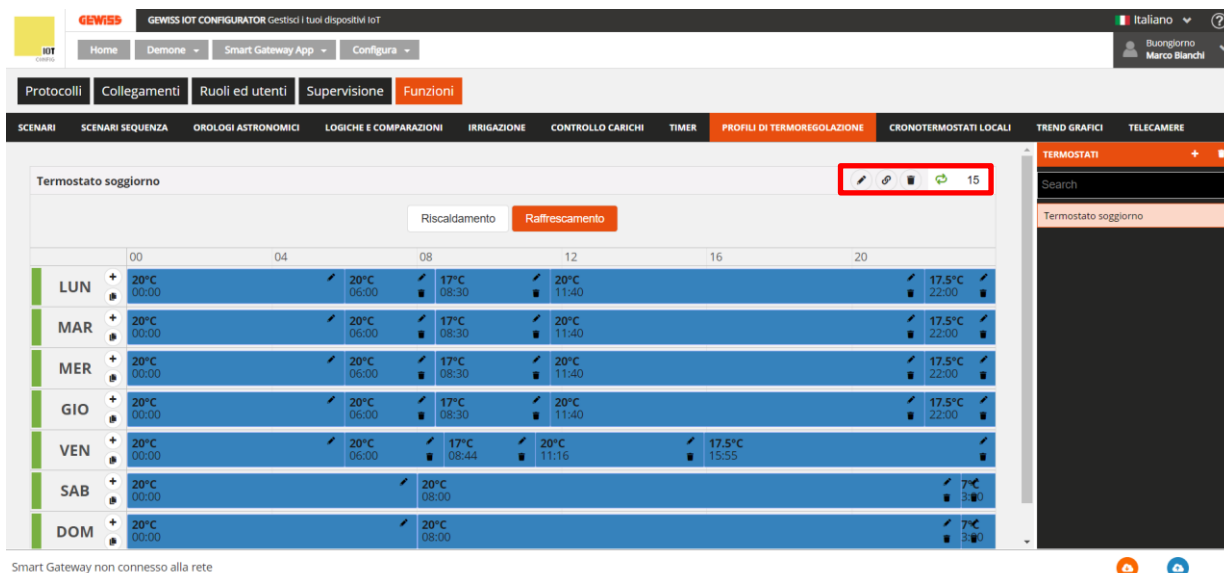 GEWISS GEWISS IOT CONFIGURATOR Gestisci i tuoi dispositivi IoT Italiano ?
IOT
CONFIG
Home Demone Smart Gateway App Configura Buongiorno
Marco Bianchi
Protocolli Collegamenti Ruoli ed utenti Supervisione Funzioni
SCENARI SCENARI SEQUENZA OROLOGI ASTRONOMICI LOGICHE E COMPARAZIONI IRRIGAZIONE CONTROLLO CARICHI TIMER PROFILI DI TERMOREGOLAZIONE CRONOTERMOSTATI LOCALI TREND GRAFICI TELECAMERE
TERMOSTATI +
Search
Termostato soggiorno
Termostato soggiorno 15
Riscaldamento Raffrescamento
00 04 08 12 16 20
LUN + 20°C 20°C 17°C 20°C 17.5°C
00:00 06:00 08:30 11:40 22:00
MAR + 20°C 20°C 17°C 20°C 17.5°C
00:00 06:00 08:30 11:40 22:00
MER + 20°C 20°C 17°C 20°C 17.5°C
00:00 06:00 08:30 11:40 22:00
GIO + 20°C 20°C 17°C 20°C 17.5°C
00:00 06:00 08:30 11:40 22:00
VEN + 20°C 20°C 17°C 20°C 17.5°C
00:00 06:00 08:44 11:16 15:55
SAB + 20°C 20°C
00:00 08:00
DOM + 20°C 20°C
00:00 08:00
Smart Gateway non connesso alla rete